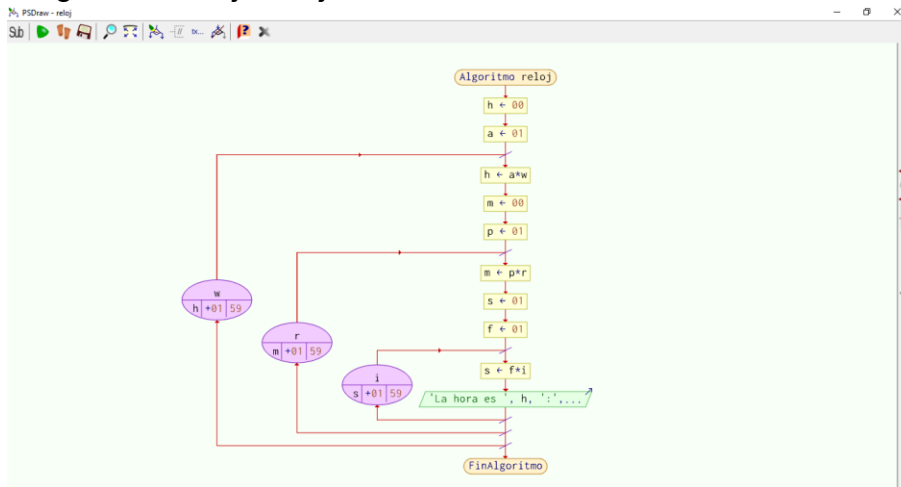 PSDraw - reloj
Sub
Algoritmo reloj
h ← 00
a ← 01
h ← a*w
m ← 00
p ← 01
m ← p*r
w
h +01 59
s ← 01
f ← 01
r
m +01 59
s ← f*i
i
s +01 59
'La hora es ', h, ':',...
FinAlgoritmo